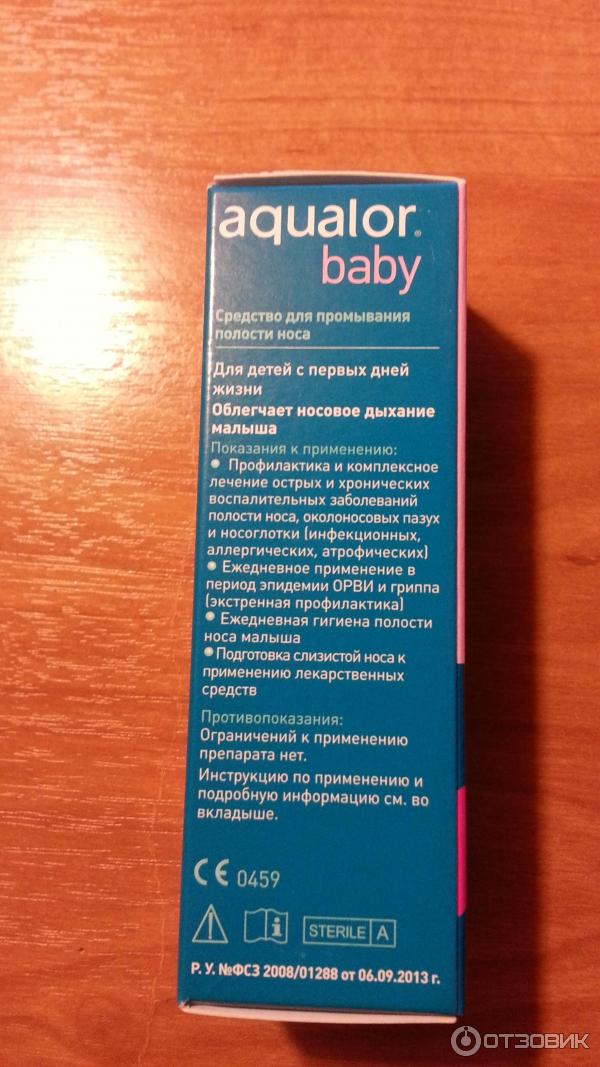 aqualor®
baby
Средство для промывания
полости носа
Для детей с первых дней
жизни
Облегчает носовое дыхание
малыша
Показания к применению:
• Профилактика и комплексное
лечение острых и хронических
воспалительных заболеваний
полости носа, околоносовых пазух
и носоглотки (инфекционных,
аллергических, атрофических)
• Ежедневное применение в
период эпидемии ОРВИ и гриппа
(экстренная профилактика)
• Ежедневная гигиена полости
носа малыша
• Подготовка слизистой носа к
применению лекарственных
средств
Противопоказания:
Ограничений к применению
препарата нет.
Инструкцию по применению и
подробную информацию см. во
вкладыше.
CE 0459
STERILE A
Р. У. №ФСЗ 2008/01288 от 06.09.2013 г.
ОТЗОВИК